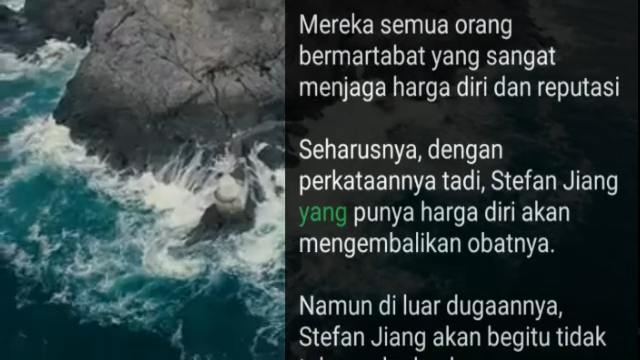 Mereka semua orang
bermartabat yang sangat
menjaga harga diri dan reputasi
Seharusnya, dengan
perkataannya tadi, Stefan Jiang
yang punya harga diri akan
mengembalikan obatnya.
Namun di luar dugaannya,
Stefan Jiang akan begitu tidak